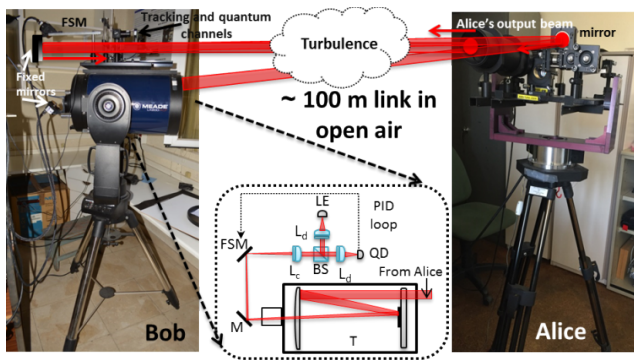 FSM
Tracking and quantum
channels
Fixed
mirrors
Turbulence
Alice's output beam
mirror
MEADE
~ 100 m link in
open air
LE
PID
loop
Ld
FSM
QD
Lc
BS
Ld
From Alice
M
T
Bob
Alice